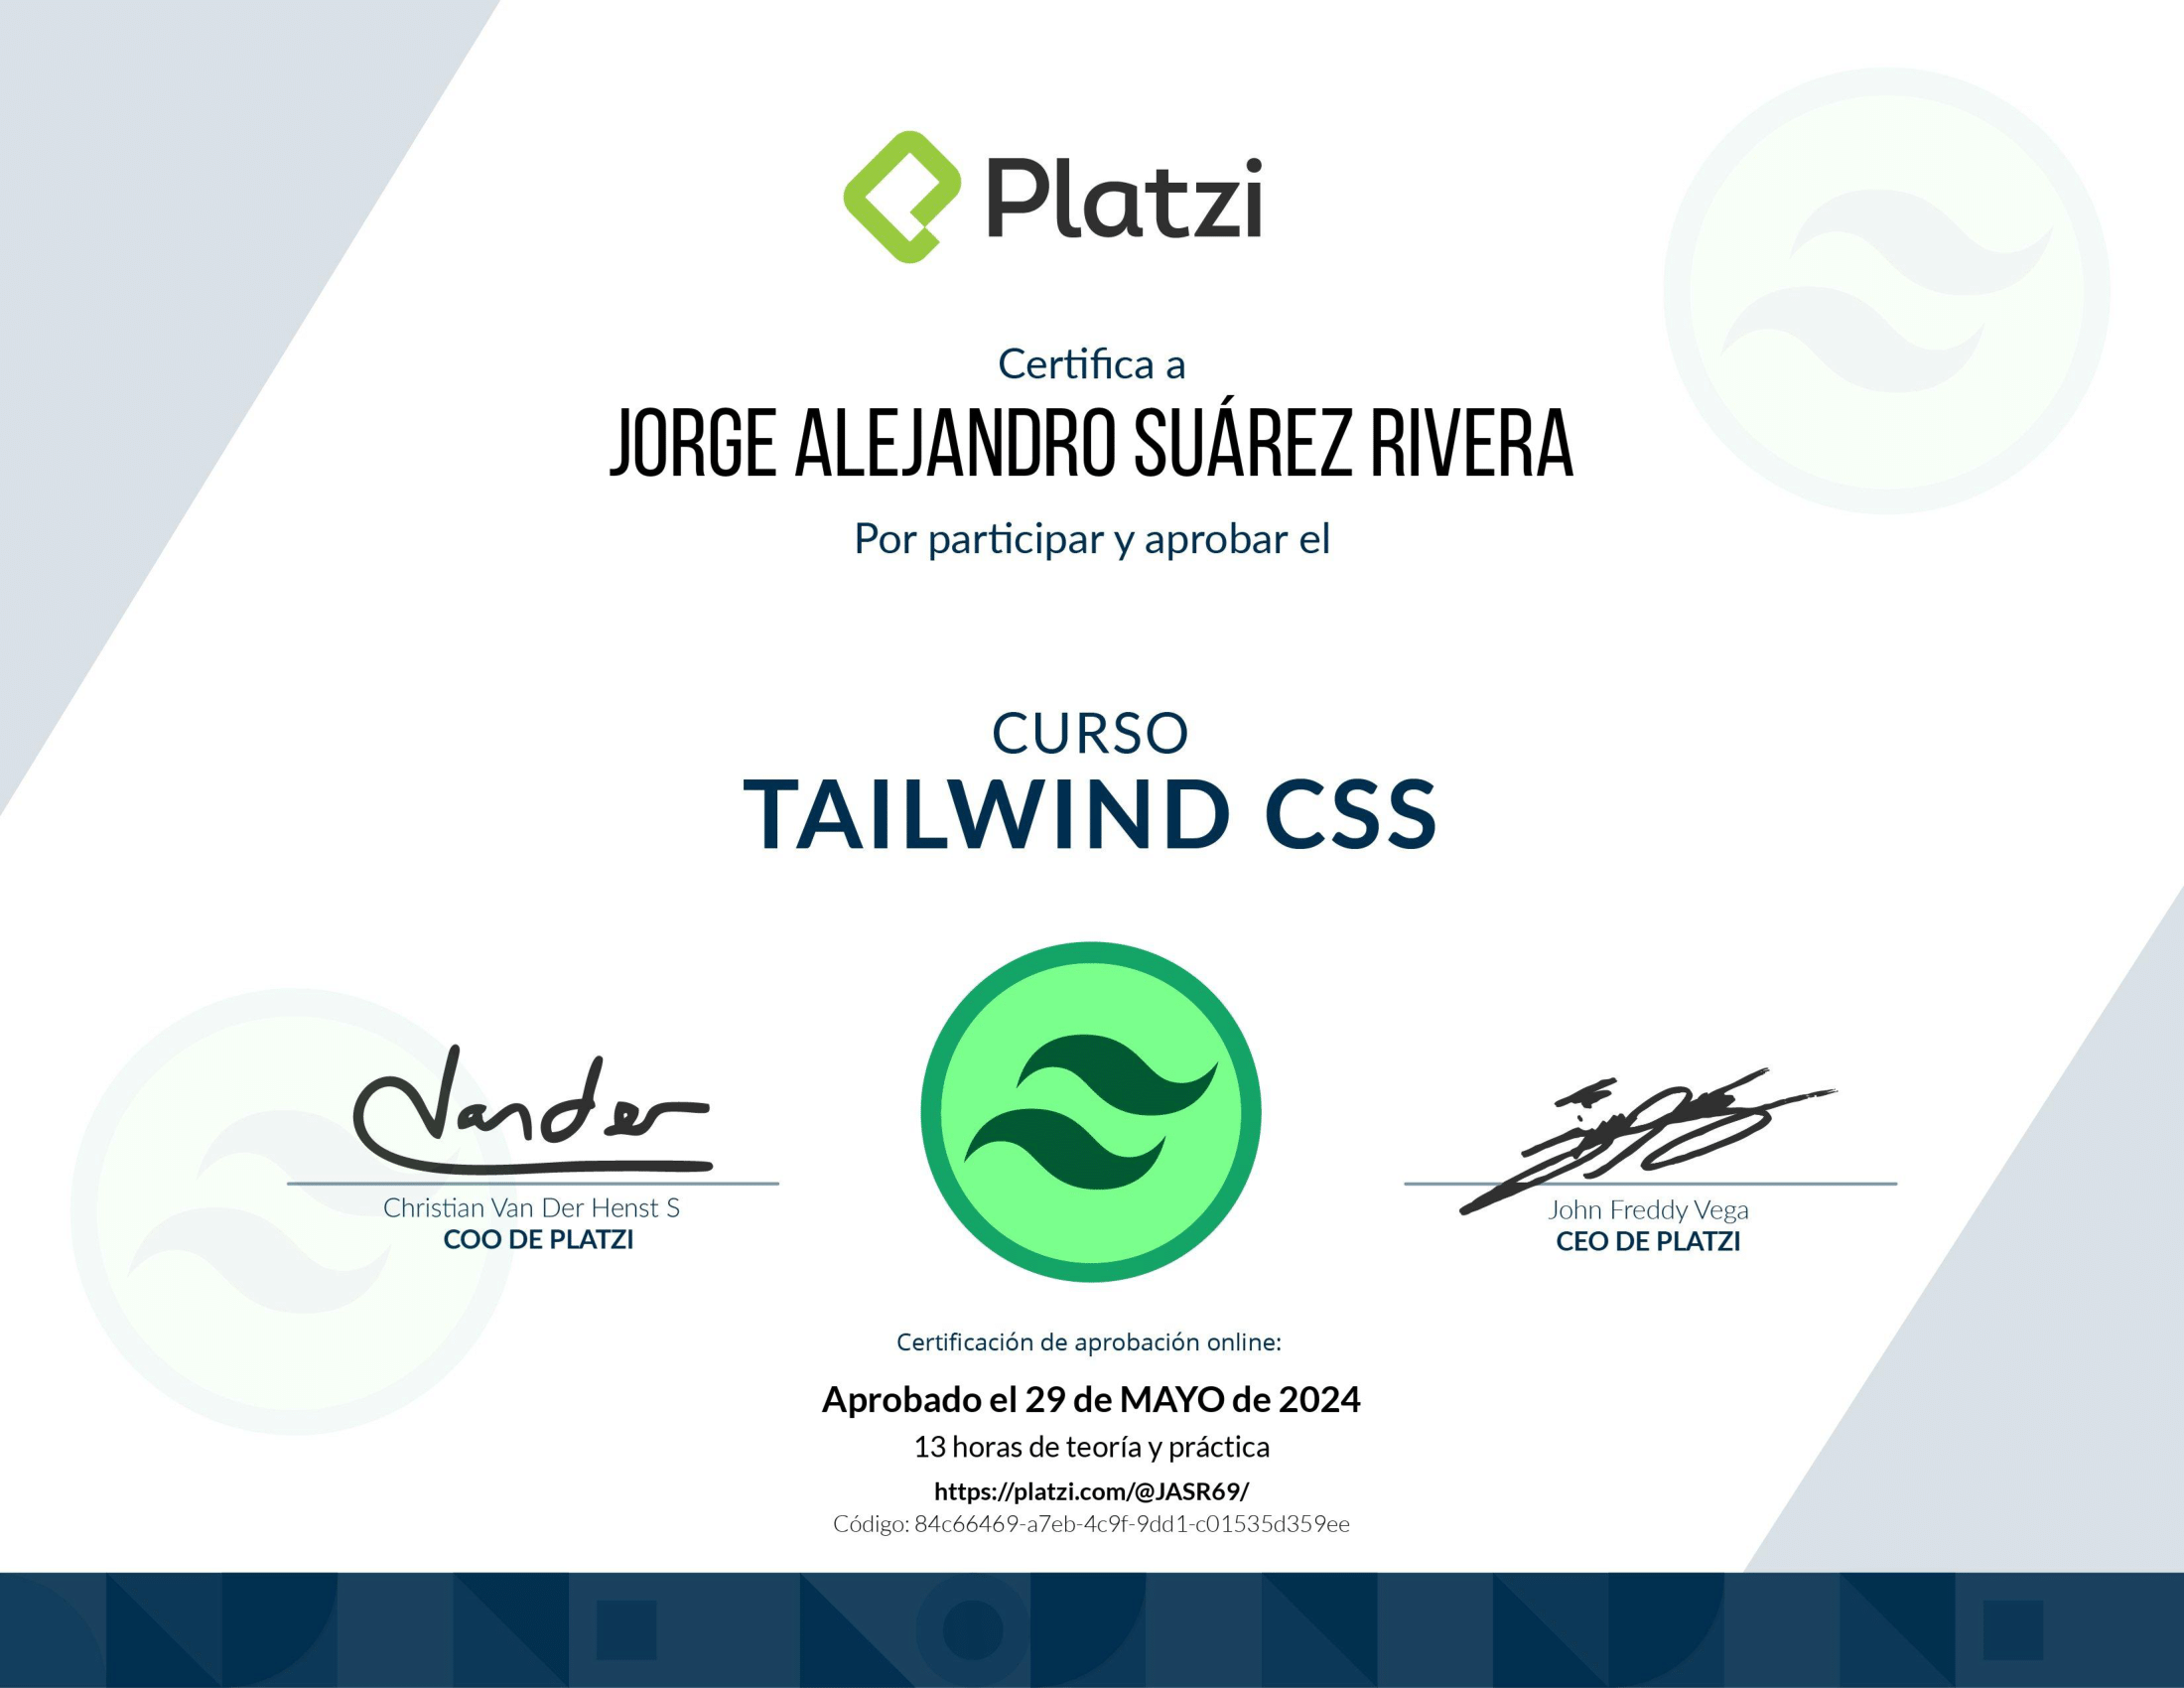 Platzi
Certifica a
JORGE ALEJANDRO SUÁREZ RIVERA
Por participar y aprobar el
CURSO
TAILWIND CSS
Vander
Christian Van Der Henst S
COO DE PLATZI
John Freddy Vega
CEO DE PLATZI
Certificación de aprobación online:
Aprobado el 29 de MAYO de 2024
13 horas de teoría y práctica
https://platzi.com/@JASR69/
Código: 84c66469-a7eb-4c9f-9dd1-c01535d359ee